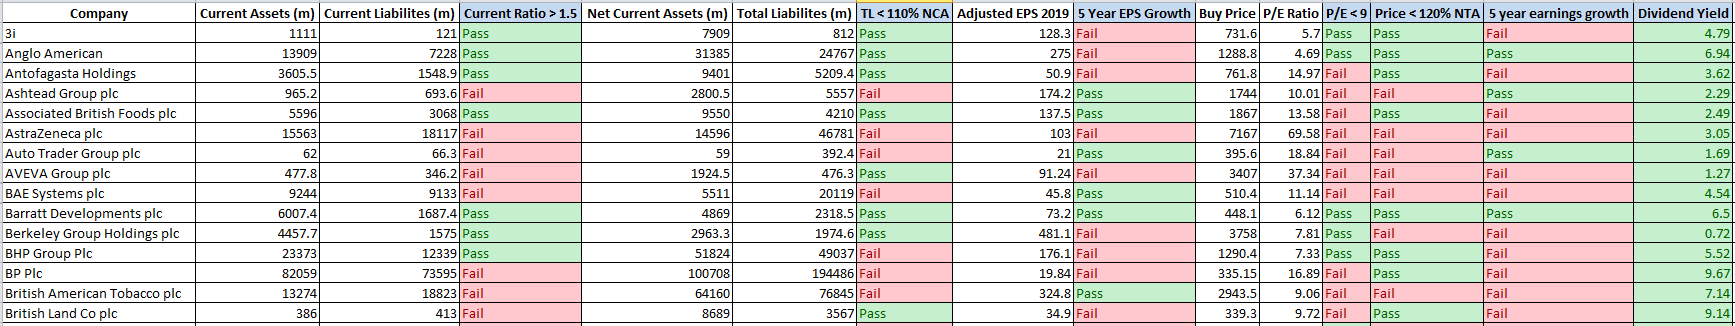 Company Current Assets (m) Current Liabilites (m) Current Ratio > 1.5 Net Current Assets (m) Total Liabilites (m) TL < 110% NCA Adjusted EPS 2019 5 Year EPS Growth Buy Price P/E Ratio P/E < 9 Price < 120% NTA 5 year earnings growth Dividend Yield
3i 1111 121 Pass 7909 812 Pass 128.3 Fail 731.6 5.7 Pass Pass Fail 4.79
Anglo American 13909 7228 Pass 31385 24767 Pass 275 Fail 1288.8 4.69 Pass Pass Pass 6.94
Antofagasta Holdings 3605.5 1548.9 Pass 9401 5209.4 Pass 50.9 Fail 761.8 14.97 Fail Pass Fail 3.62
Ashtead Group plc 965.2 693.6 Fail 2800.5 5557 Fail 174.2 Pass 1744 10.01 Fail Fail Pass 2.29
Associated British Foods plc 5596 3068 Pass 9550 4210 Pass 137.5 Pass 1867 13.58 Fail Pass Fail 2.49
AstraZeneca plc 15563 18117 Fail 14596 46781 Fail 103 Fail 7167 69.58 Fail Fail Fail 3.05
Auto Trader Group plc 62 66.3 Fail 59 392.4 Fail 21 Pass 395.6 18.84 Fail Fail Pass 1.69
AVEVA Group plc 477.8 346.2 Fail 1924.5 476.3 Pass 91.24 Fail 3407 37.34 Fail Fail Fail 1.27
BAE Systems plc 9244 9133 Fail 5511 20119 Fail 45.8 Pass 510.4 11.14 Fail Fail Fail 4.54
Barratt Developments plc 6007.4 1687.4 Pass 4869 2318.5 Pass 73.2 Pass 448.1 6.12 Pass Pass Pass 6.5
Berkeley Group Holdings plc 4457.7 1575 Pass 2963.3 1974.6 Pass 481.1 Fail 3758 7.81 Pass Fail Fail 0.72
BHP Group Plc 23373 12339 Pass 51824 49037 Fail 176.1 Fail 1290.4 7.33 Pass Pass Fail 5.52
BP Plc 82059 73595 Fail 100708 194486 Fail 19.84 Fail 335.15 16.89 Fail Pass Fail 9.67
British American Tobacco plc 13274 18823 Fail 64160 76845 Fail 324.8 Pass 2943.5 9.06 Fail Fail Fail 7.14
British Land Co plc 386 413 Fail 8689 3567 Pass 34.9 Fail 339.3 9.72 Fail Pass Fail 9.14